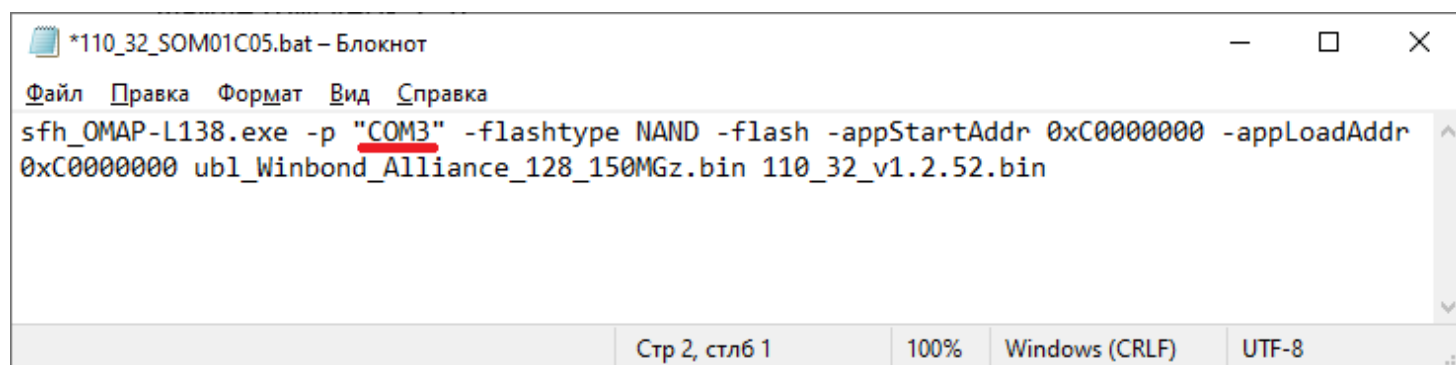 *110_32_SOM01C05.bat – Блокнот
Файл Правка Формат Вид Справка
sfh_OMAP-L138.exe -p "COM3" -flashtype NAND -flash -appStartAddr 0xC0000000 -appLoadAddr
0xC0000000 ubl_Winbond_Alliance_128_150MGz.bin 110_32_v1.2.52.bin
Стр 2, стлб 1 100% Windows (CRLF) UTF-8